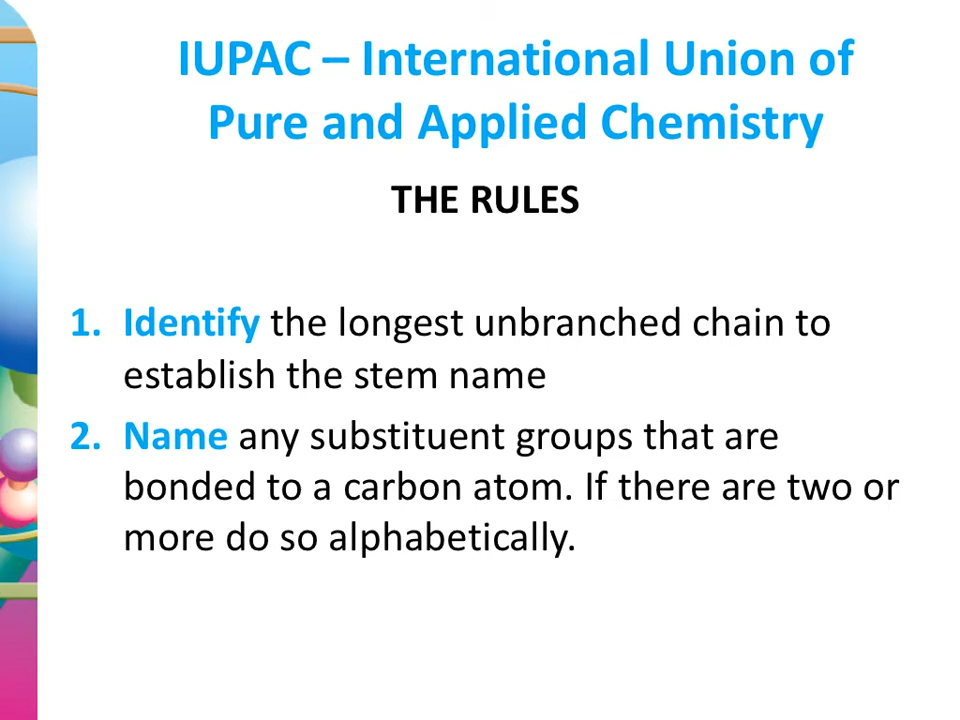 IUPAC – International Union of
Pure and Applied Chemistry
THE RULES
1. Identify the longest unbranched chain to
establish the stem name
2. Name any substituent groups that are
bonded to a carbon atom. If there are two or
more do so alphabetically.